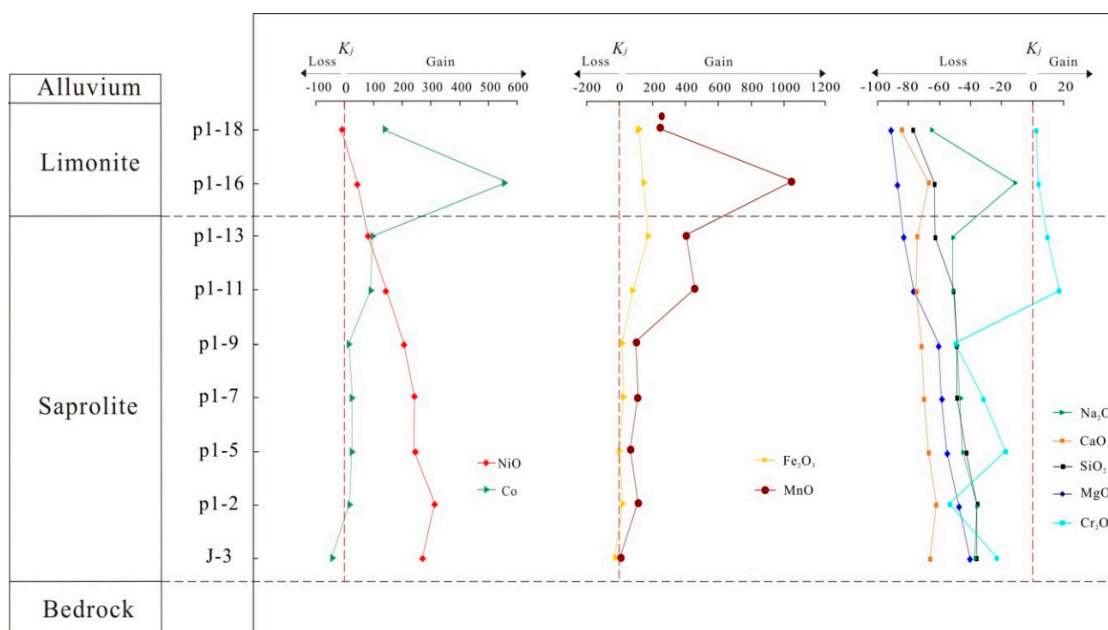 Kj Kj Kj
Loss Gain Loss Gain Loss Gain
Alluvium
-100 0 100 200 300 400 500 600 -200 0 200 400 600 800 1000 1200 -100 -80 -60 -40 -20 0 20
p1-18
Limonite
p1-16
p1-13
p1-11
p1-9
Saprolite p1-7
Na₂O
CaO
p1-5 NiO Fe₂O₃ SiO₂
Co MnO MgO
p1-2 Cr₂O
J-3
Bedrock